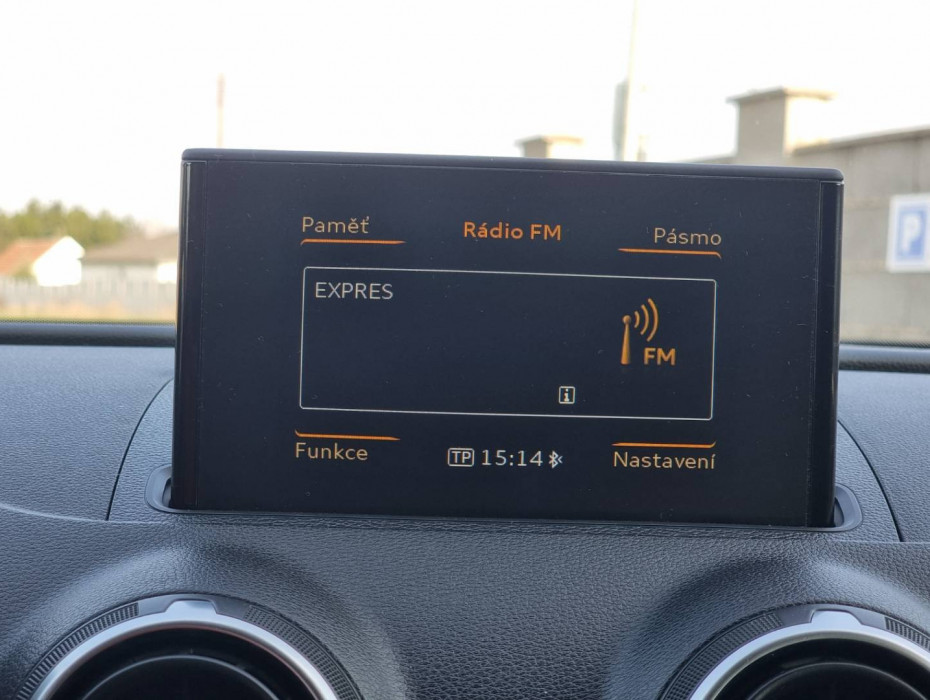 Paměť
Rádio FM
Pásmo
EXPRES
FM
i
Funkce
TP 15:14
Nastavení
P